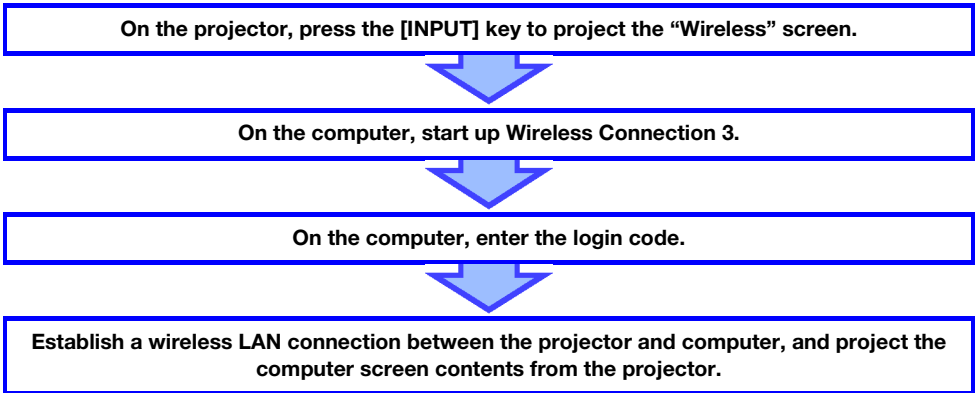 On the projector, press the [INPUT] key to project the “Wireless” screen.
On the computer, start up Wireless Connection 3.
On the computer, enter the login code.
Establish a wireless LAN connection between the projector and computer, and project the
computer screen contents from the projector.